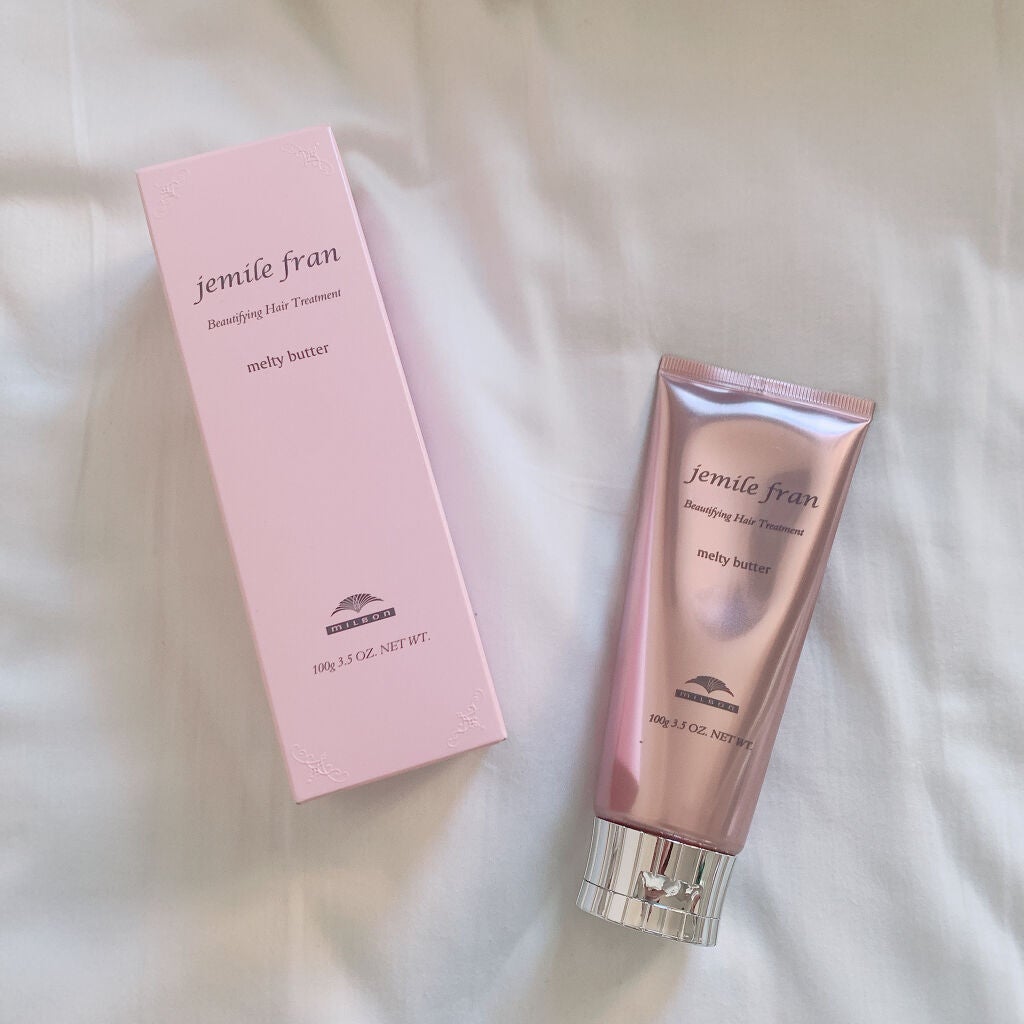 jemile fran
Beautifying Hair Treatment
melty butter
MILBON
100g 3.5 OZ. NET WT.
jemile fran
Beautifying Hair Treatment
melty butter
MILBON
100g 3.5 OZ. NET WT.